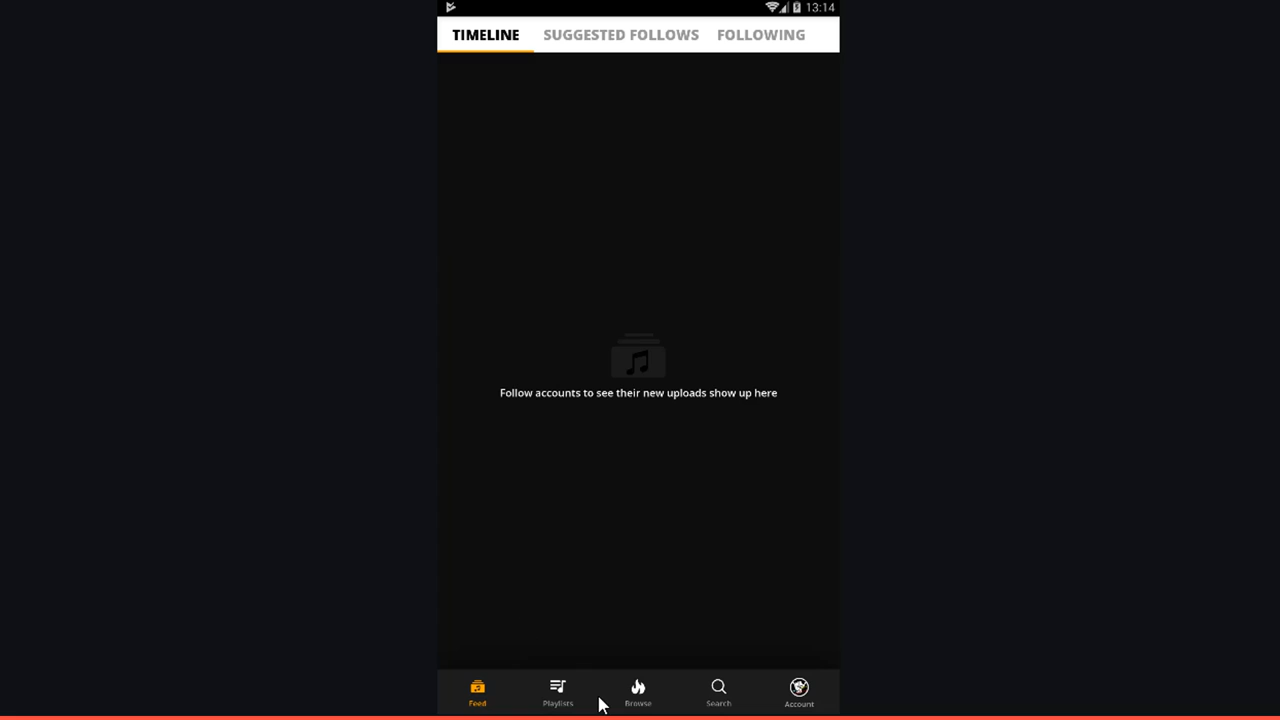 13:14
TIMELINE SUGGESTED FOLLOWS FOLLOWING
Follow accounts to see their new uploads show up here
Feed Playlists Browse Search Account